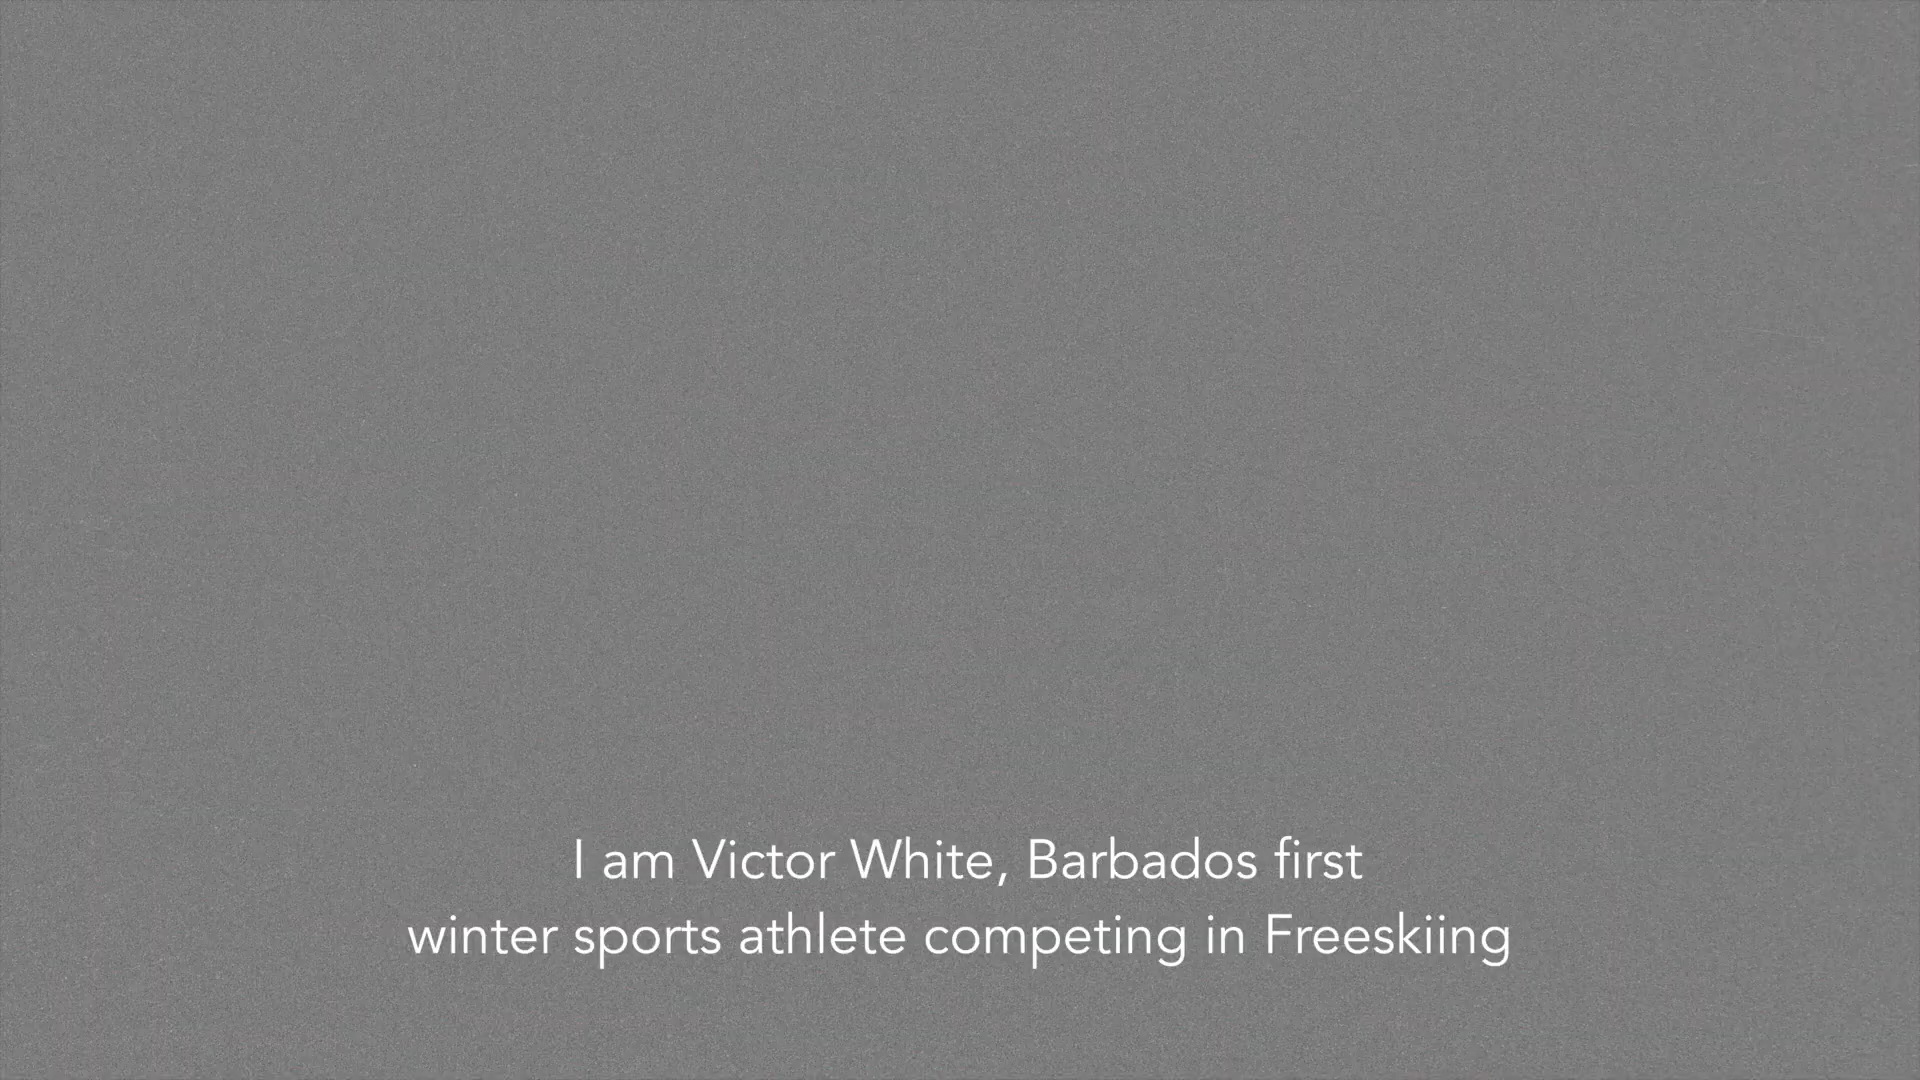 I am Victor White, Barbados first
winter sports athlete competing in Freeskiing